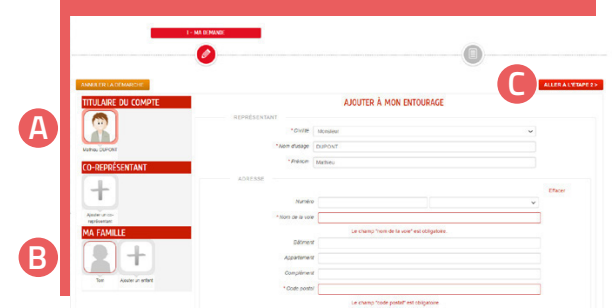 1 - MA DEMANDE
ANNULER LA DÉMARCHE
C
ALLER À L'ÉTAPE 2 >
TITULAIRE DU COMPTE
AJOUTER À MON ENTOURAGE
A
REPRÉSENTANT
* Civilité Monsieur
Mathieu DUPONT
* Nom d'usage DUPONT
* Prénom Mathieu
CO-REPRÉSENTANT
ADRESSE
Effacer
Numéro
Ajouter un co-
représentant
* Nom de la voie
Le champ "Nom de la voie" est obligatoire
MA FAMILLE
Bâtiment
B
Appartement
Complément
Tom
Ajouter un enfant
* Code postal
Le champ "Code postal" est obligatoire